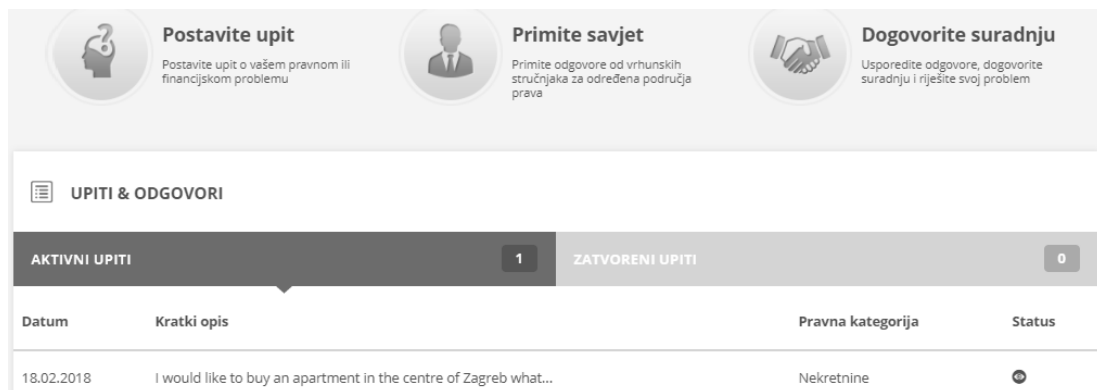 Postavite upit
Postavite upit o vašem pravnom ili
financijskom problemu
Primite savjet
Primite odgovore od vrhunskih
stručnjaka za određena područja
prava
Dogovorite suradnju
Usporedite odgovore, dogovorite
suradnju i riješite svoj problem
UPITI & ODGOVORI
AKTIVNI UPITI 1 ZATVORENI UPITI 0
Datum Kratki opis Pravna kategorija Status
18.02.2018 I would like to buy an apartment in the centre of Zagreb what... Nekretnine